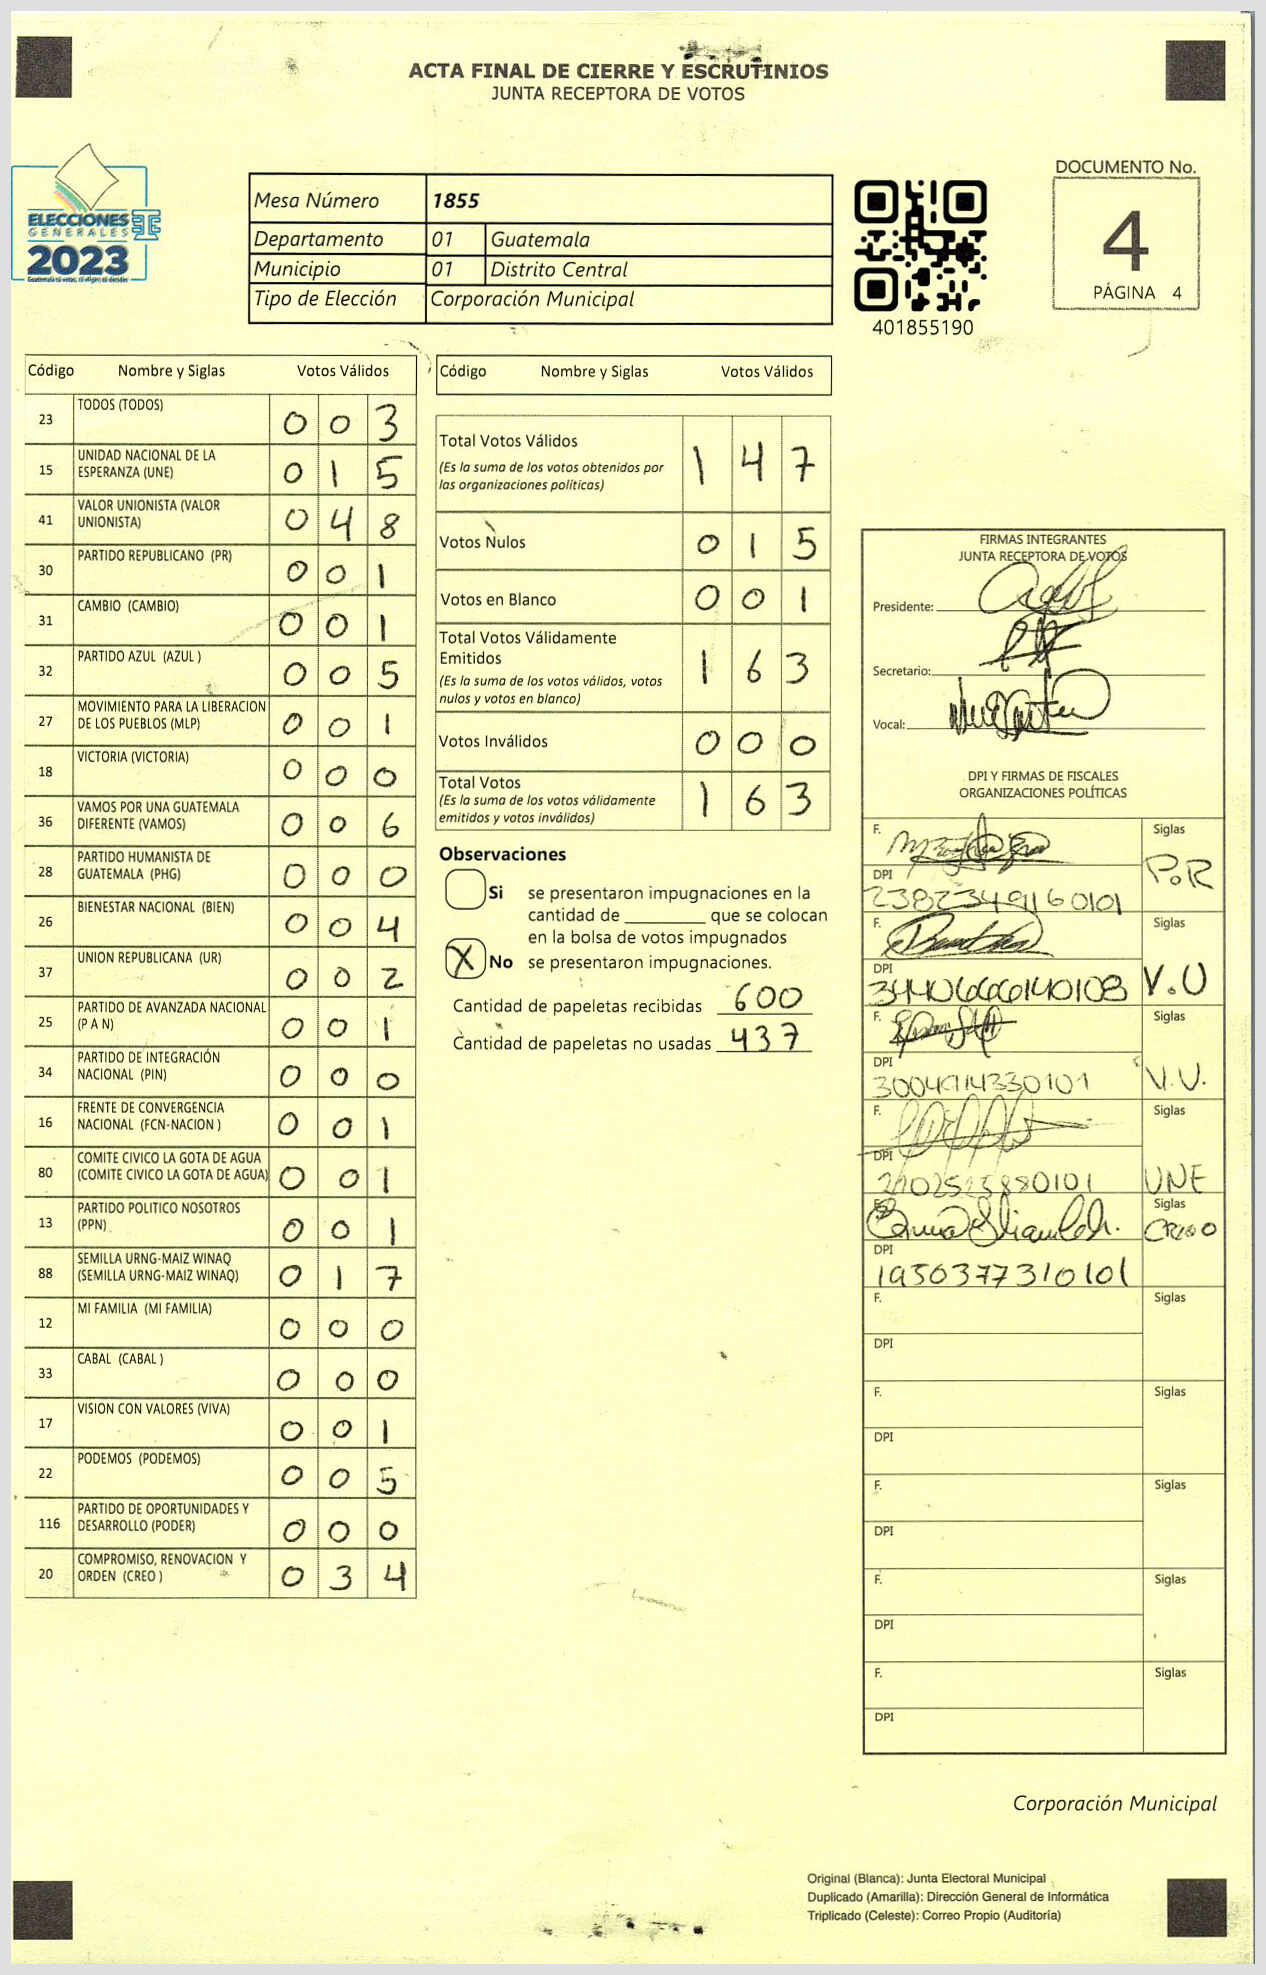 ACTA FINAL DE CIERRE Y ESCRUTINIOS
JUNTA RECEPTORA DE VOTOS
ELECCIONES
GENERALES
2023
Mesa Número 1855
Departamento 01 Guatemala
Municipio 01 Distrito Central
Tipo de Elección Corporación Municipal
401855190
DOCUMENTO No.
4
PÁGINA 4
Código Nombre y Siglas Votos Válidos
23 TODOS (TODOS) 0 0 3
15 UNIDAD NACIONAL DE LA
ESPERANZA (UNE) 0 1 5
41 VALOR UNIONISTA (VALOR
UNIONISTA) 0 4 8
30 PARTIDO REPUBLICANO (PR) 0 0 1
31 CAMBIO (CAMBIO) 0 0 1
32 PARTIDO AZUL (AZUL ) 0 0 5
27 MOVIMIENTO PARA LA LIBERACION
DE LOS PUEBLOS (MLP) 0 0 1
18 VICTORIA (VICTORIA) 0 0 0
36 VAMOS POR UNA GUATEMALA
DIFERENTE (VAMOS) 0 0 6
28 PARTIDO HUMANISTA DE
GUATEMALA (PHG) 0 0 0
26 BIENESTAR NACIONAL (BIEN) 0 0 4
37 UNION REPUBLICANA (UR) 0 0 2
25 PARTIDO DE AVANZADA NACIONAL
(P A N) 0 0 1
34 PARTIDO DE INTEGRACIÓN
NACIONAL (PIN) 0 0 0
16 FRENTE DE CONVERGENCIA
NACIONAL (FCN-NACION ) 0 0 1
80 COMITE CIVICO LA GOTA DE AGUA
(COMITE CIVICO LA GOTA DE AGUA) 0 0 1
13 PARTIDO POLITICO NOSOTROS
(PPN) 0 0 1
88 SEMILLA URNG-MAIZ WINAQ
(SEMILLA URNG-MAIZ WINAQ) 0 1 7
12 MI FAMILIA (MI FAMILIA) 0 0 0
33 CABAL (CABAL ) 0 0 0
17 VISION CON VALORES (VIVA) 0 0 1
22 PODEMOS (PODEMOS) 0 0 5
116 PARTIDO DE OPORTUNIDADES Y
DESARROLLO (PODER) 0 0 0
20 COMPROMISO, RENOVACION Y
ORDEN (CREO ) 0 3 4
Código Nombre y Siglas Votos Válidos
Total Votos Válidos 1 4 7
(Es la suma de los votos obtenidos por
las organizaciones políticas)
Votos Nulos 0 1 5
Votos en Blanco 0 0 1
Total Votos Válidamente
Emitidos 1 6 3
(Es la suma de los votos válidos, votos
nulos y votos en blanco)
Votos Inválidos 0 0 0
Total Votos 1 6 3
(Es la suma de los votos válidamente
emitidos y votos inválidos)
Observaciones
Si se presentaron impugnaciones en la
cantidad de ________ que se colocan
en la bolsa de votos impugnados
X No se presentaron impugnaciones.
Cantidad de papeletas recibidas 600
Cantidad de papeletas no usadas 437
FIRMAS INTEGRANTES
JUNTA RECEPTORA DE VOTOS
Presidente:
Secretario:
Vocal:
DPI Y FIRMAS DE FISCALES
ORGANIZACIONES POLÍTICAS
F. Siglas
P.R
DPI
2382349160101
F. Siglas
DPI
3440666140108 V.U
F. Siglas
DPI
3004914330101 V.U.
F. Siglas
DPI
UNE
Siglas
CREO
DPI
1950377310101
F. Siglas
DPI
F. Siglas
DPI
F. Siglas
DPI
F. Siglas
DPI
F. Siglas
DPI
Corporación Municipal
Original (Blanca): Junta Electoral Municipal
Duplicado (Amarilla): Dirección General de Informática
Triplicado (Celeste): Correo Propio (Auditoría)